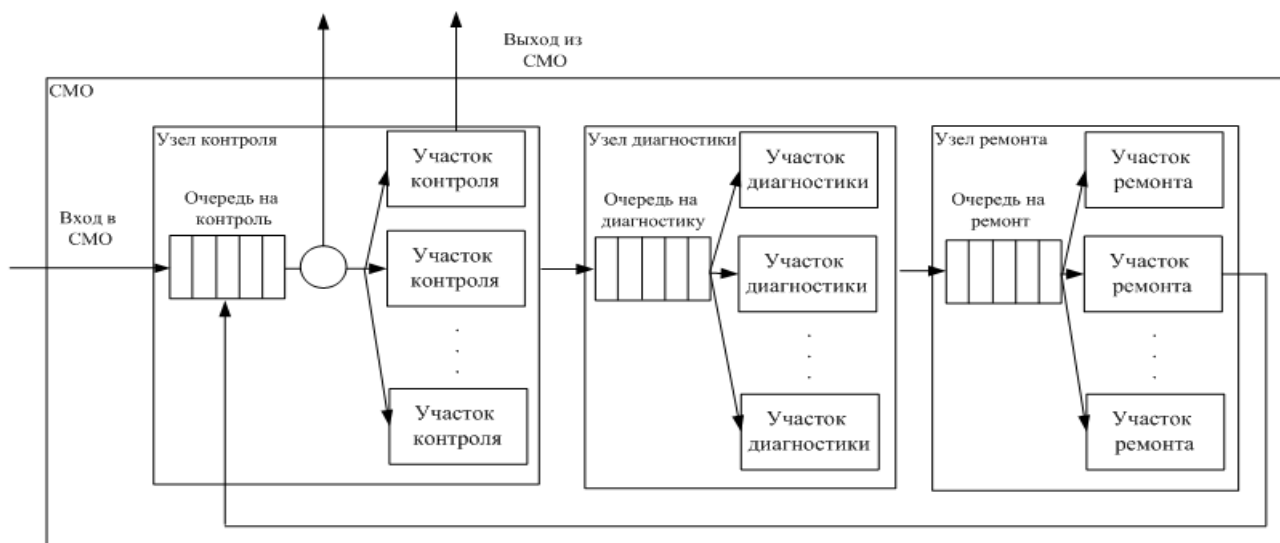 Выход из
СМО
СМО
Узел контроля
Участок
контроля
Очередь на
контроль
Вход в
СМО
Участок
контроля
.
.
.
Участок
контроля
Узел диагностики
Участок
диагностики
Очередь на
диагностику
Участок
диагностики
.
.
.
Участок
диагностики
Узел ремонта
Участок
ремонта
Очередь на
ремонт
Участок
ремонта
.
.
.
Участок
ремонта